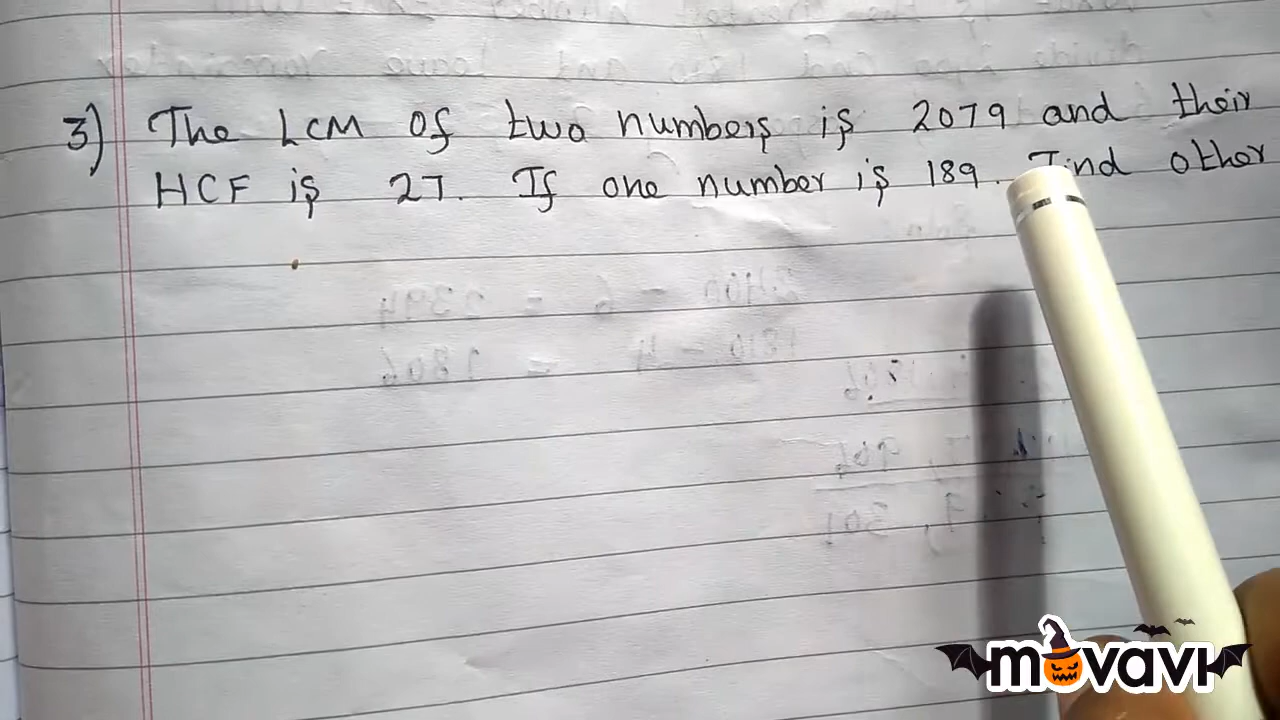 3) The LCM of two numbers is 2079 and their
HCF is 27. If one number is 189. Find other
movavi